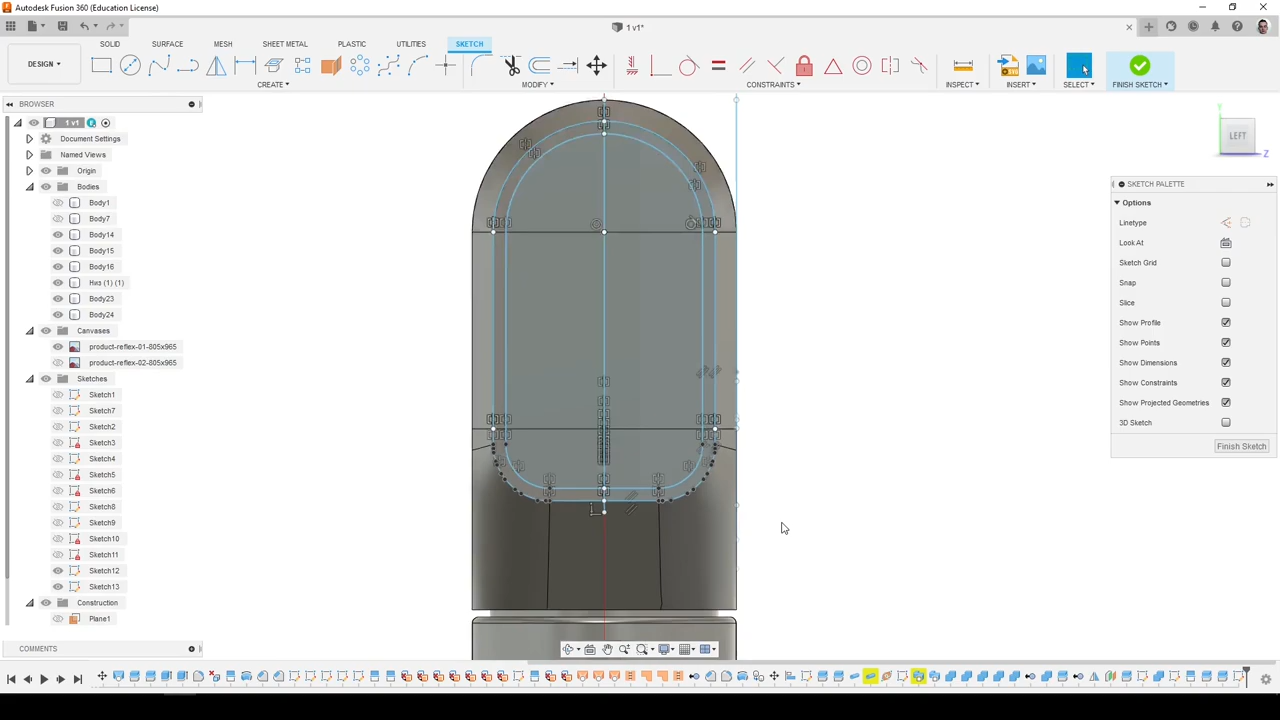 Autodesk Fusion 360 (Education License)
1 v1*
SOLID SURFACE MESH SHEET METAL PLASTIC UTILITIES SKETCH
DESIGN
CREATE MODIFY CONSTRAINTS INSPECT INSERT SELECT FINISH SKETCH
BROWSER
1 v1
Document Settings
Named Views
Origin
Bodies
Body1
Body7
Body14
Body15
Body16
Низ (1) (1)
Body23
Body24
Canvases
product-reflex-01-805x965
product-reflex-02-805x965
Sketches
Sketch1
Sketch7
Sketch2
Sketch3
Sketch4
Sketch5
Sketch6
Sketch8
Sketch9
Sketch10
Sketch11
Sketch12
Sketch13
Construction
Plane1
COMMENTS
Y
LEFT
Z
SKETCH PALETTE
Options
Linetype
Look At
Sketch Grid
Snap
Slice
Show Profile
Show Points
Show Dimensions
Show Constraints
Show Projected Geometries
3D Sketch
Finish Sketch